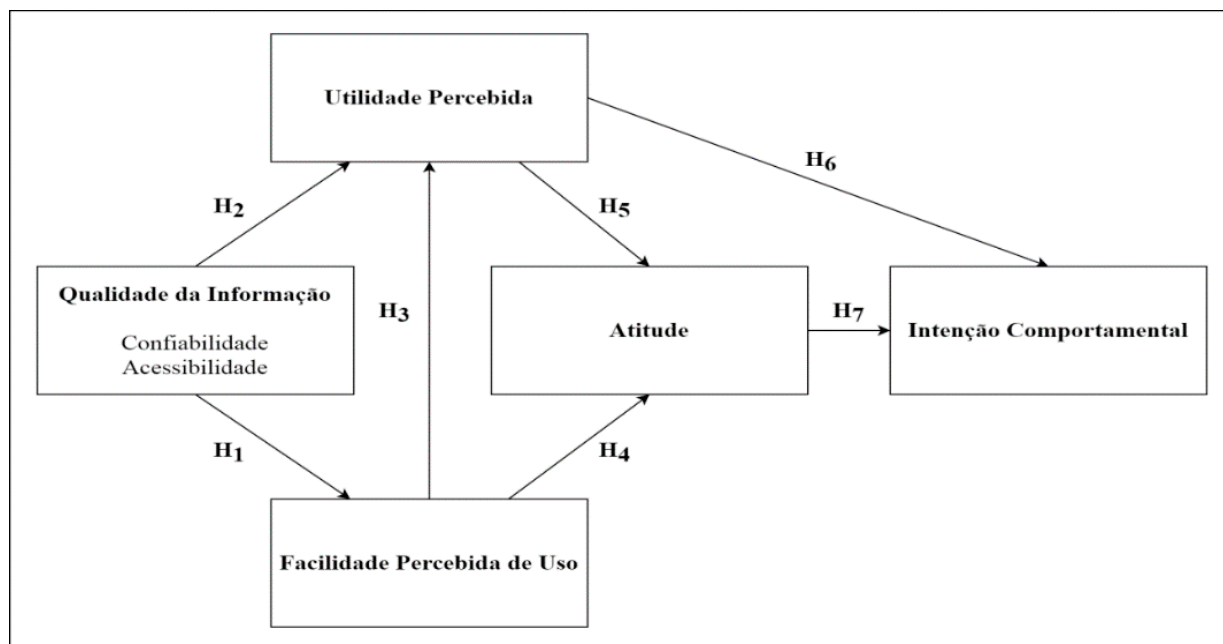 Utilidade Percebida
H6
H2
H5
Qualidade da Informação
Confiabilidade
Acessibilidade
H3
Atitude
H7
Intenção Comportamental
H1
H4
Facilidade Percebida de Uso